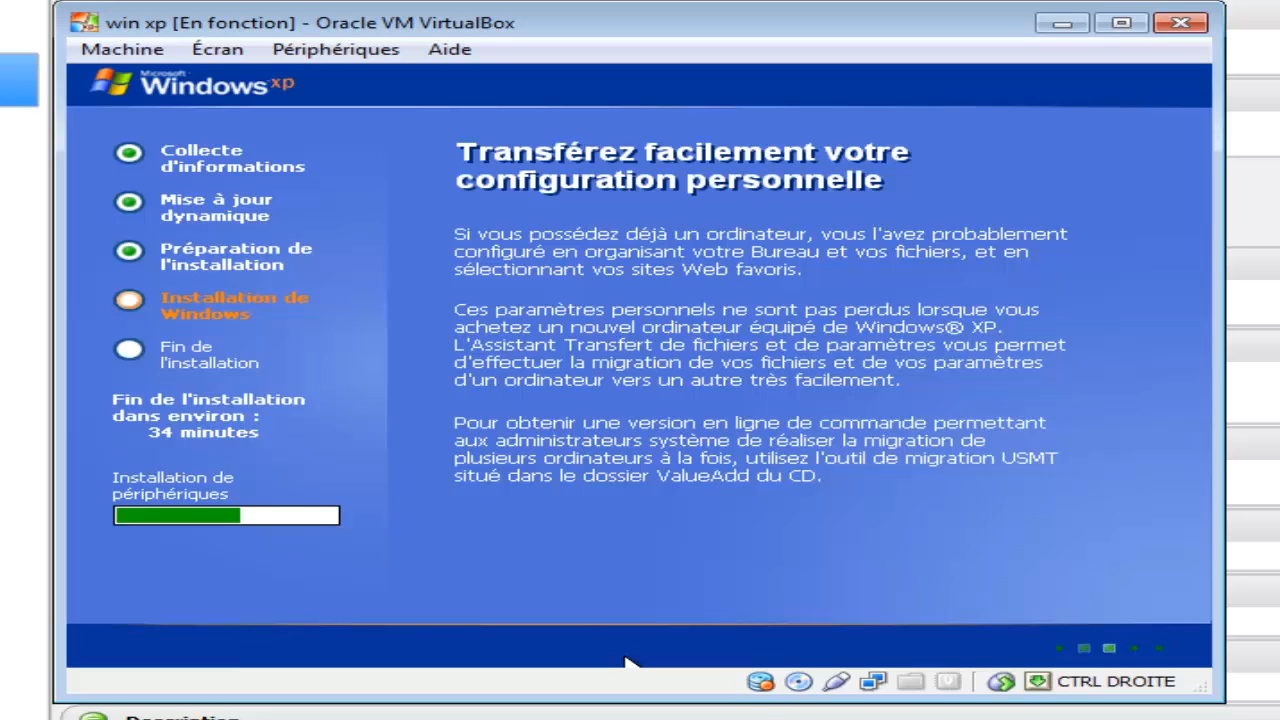 win xp [En fonction] - Oracle VM VirtualBox
Machine Écran Périphériques Aide
Microsoft
Windows xp
Collecte
d'informations
Mise à jour
dynamique
Préparation de
l'installation
Installation de
Windows
Fin de
l'installation
Fin de l'installation
dans environ :
34 minutes
Installation de
périphériques
Transférez facilement votre
configuration personnelle
Si vous possédez déjà un ordinateur, vous l'avez probablement
configuré en organisant votre Bureau et vos fichiers, et en
sélectionnant vos sites Web favoris.
Ces paramètres personnels ne sont pas perdus lorsque vous
achetez un nouvel ordinateur équipé de Windows® XP.
L'Assistant Transfert de fichiers et de paramètres vous permet
d'effectuer la migration de vos fichiers et de vos paramètres
d'un ordinateur vers un autre très facilement.
Pour obtenir une version en ligne de commande permettant
aux administrateurs système de réaliser la migration de
plusieurs ordinateurs à la fois, utilisez l'outil de migration USMT
situé dans le dossier ValueAdd du CD.
CTRL DROITE
Description